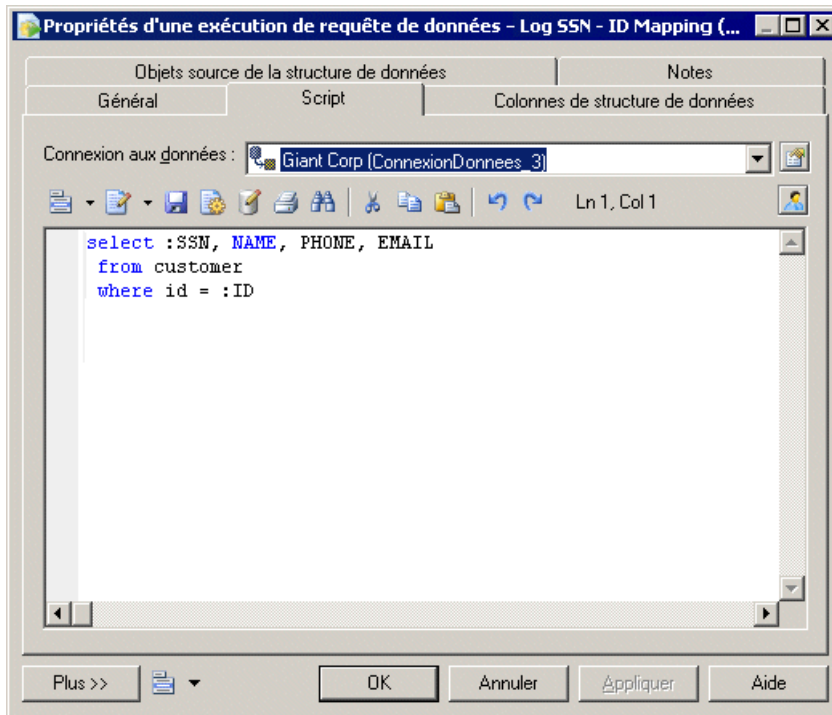 Propriétés d'une exécution de requête de données – Log SSN - ID Mapping (...
Objets source de la structure de données
Notes
Général
Script
Colonnes de structure de données
Connexion aux données : Giant Corp (ConnexionDonnees_3)
Ln 1, Col 1
select :SSN, NAME, PHONE, EMAIL
from customer
where id = :ID
Plus >>
OK
Annuler
Appliquer
Aide